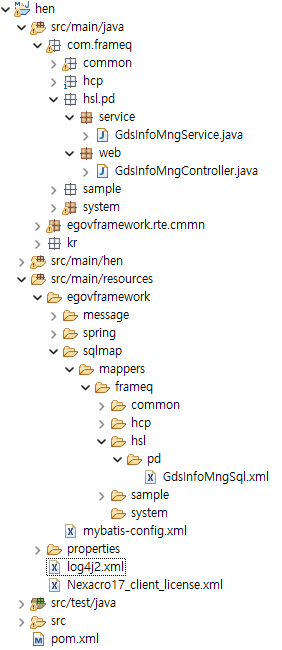 hen
src/main/java
com.frameq
common
hcp
hsl.pd
service
GdsInfoMngService.java
web
GdsInfoMngController.java
sample
system
egovframework.rte.cmmn
kr
src/main/hen
src/main/resources
egovframework
message
spring
sqlmap
mappers
frameq
common
hcp
hsl
pd
GdsInfoMngSql.xml
sample
system
mybatis-config.xml
properties
log4j2.xml
Nexacro17_client_license.xml
src/test/java
src
pom.xml